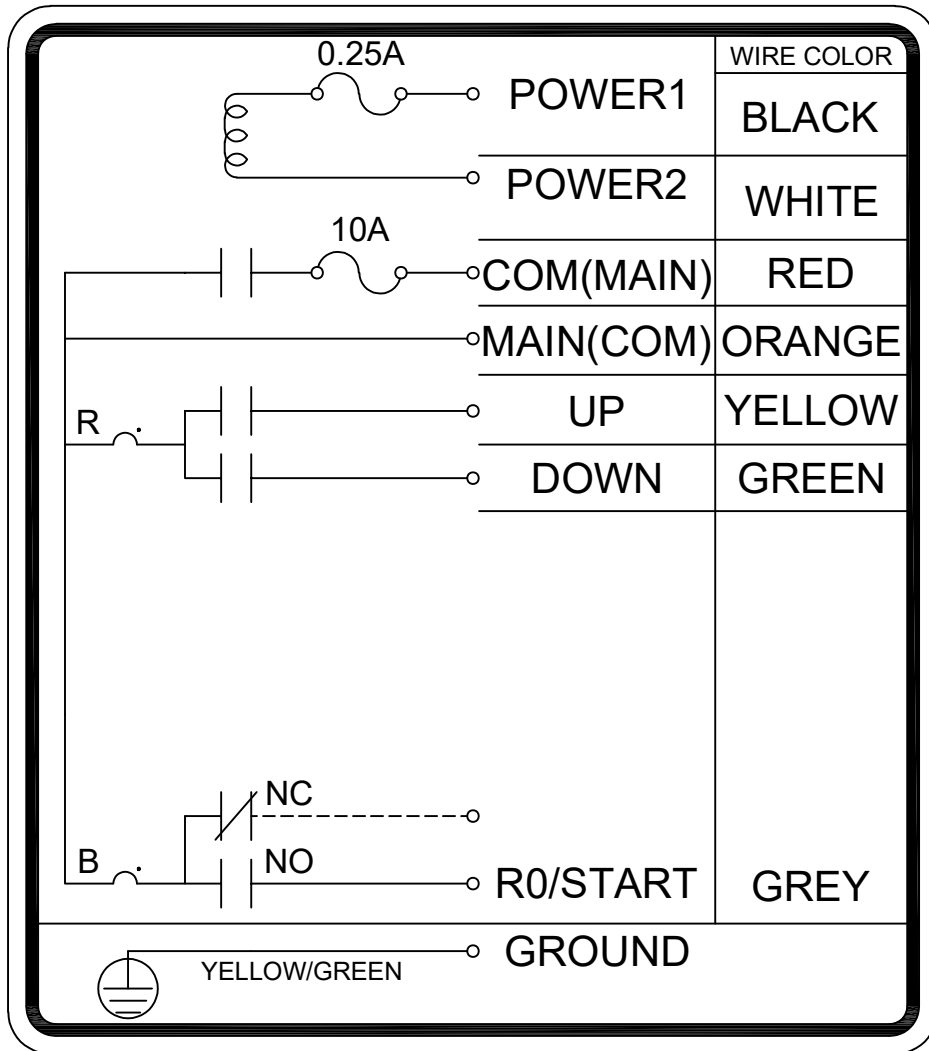 0.25A
WIRE COLOR
POWER1
BLACK
POWER2
WHITE
10A
COM(MAIN)
RED
MAIN(COM)
ORANGE
R
UP
YELLOW
DOWN
GREEN
NC
B
NO
R0/START
GREY
GROUND
YELLOW/GREEN